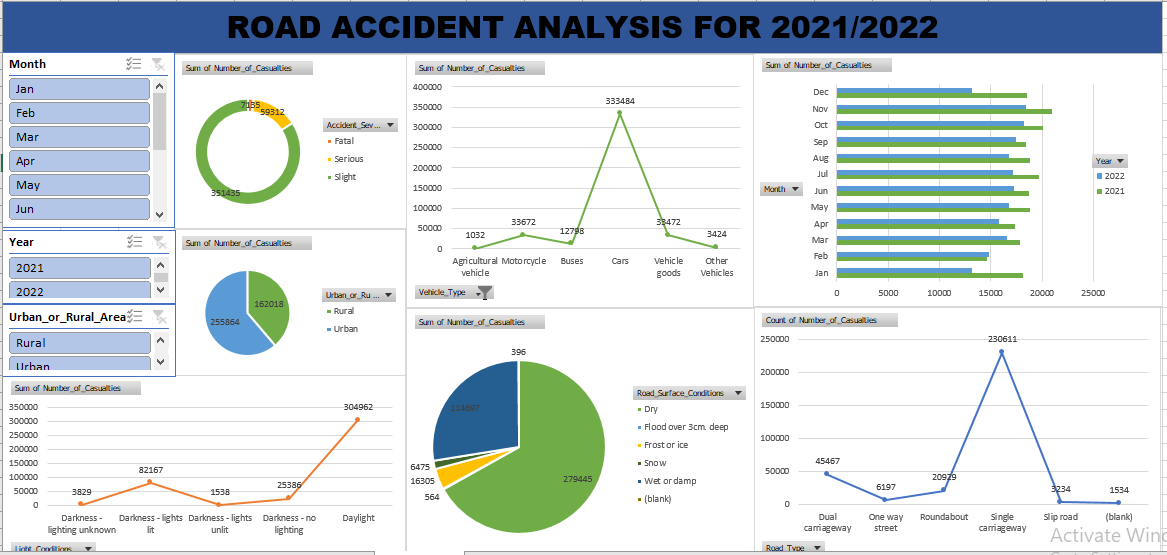 ROAD ACCIDENT ANALYSIS FOR 2021/2022
Month
Jan
Feb
Mar
Apr
May
Jun
Year
2021
2022
Urban_or_Rural_Area
Rural
Urban
Sum of Number_of_Casualties
7135
59312
351435
Accident_Sev...
Fatal
Serious
Slight
Sum of Number_of_Casualties
162018
255864
Urban_or_Ru ...
Rural
Urban
Sum of Number_of_Casualties
400000
350000
300000
250000
200000
150000
100000
50000
0
1032
33672
12798
333484
33472
3424
Agricultural vehicle
Motorcycle
Buses
Cars
Vehicle goods
Other Vehicles
Vehicle_Type
Sum of Number_of_Casualties
Dec
Nov
Oct
Sep
Aug
Jul
Jun
May
Apr
Mar
Feb
Jan
0
5000
10000
15000
20000
25000
Month
Year
2022
2021
Sum of Number_of_Casualties
350000
300000
250000
200000
150000
100000
50000
0
3829
82167
1538
25386
304962
Darkness - lighting unknown
Darkness - lights lit
Darkness - lights unlit
Darkness - no lighting
Daylight
Light_Conditions
Sum of Number_of_Casualties
396
6475
16305
564
279445
Road_Surface_Conditions
Dry
Flood over 3cm. deep
Frost or ice
Snow
Wet or damp
(blank)
Count of Number_of_Casualties
250000
200000
150000
100000
50000
0
45467
6197
20929
230611
3234
1534
Dual carriageway
One way street
Roundabout
Single carriageway
Slip road
(blank)
Road_Type
Activate Win